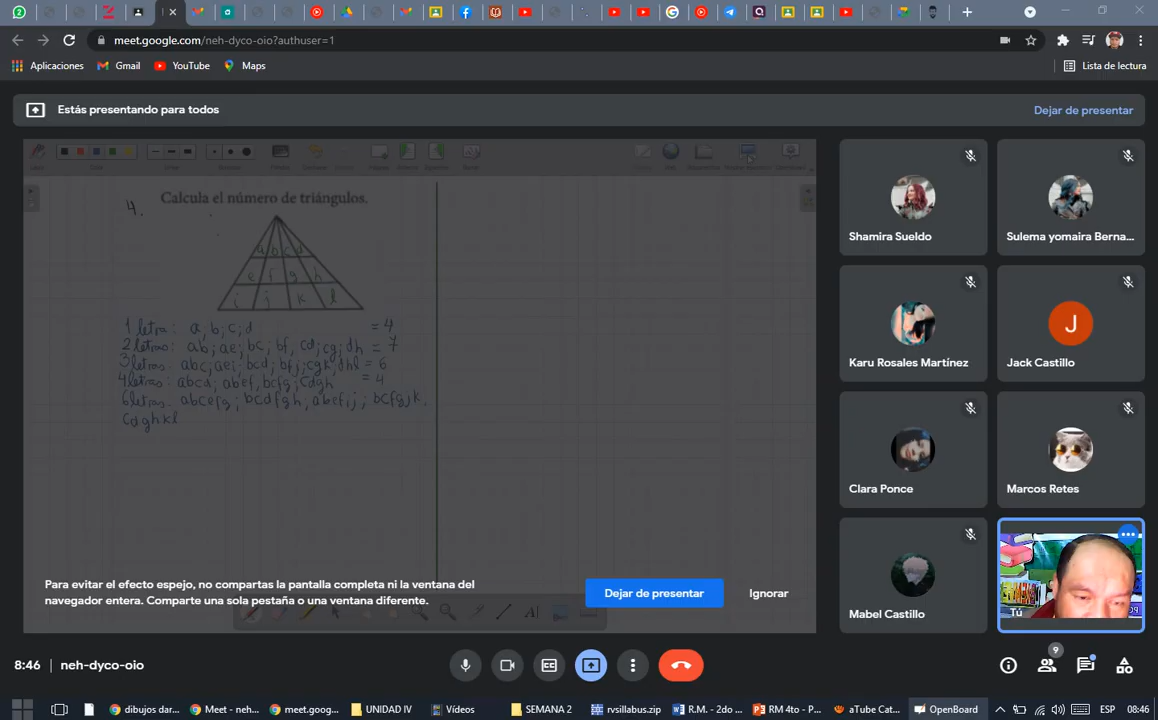 meet.google.com/neh-dyco-oio?authuser=1
Aplicaciones
Gmail
YouTube
Maps
Lista de lectura
Estás presentando para todos
Dejar de presentar
Calcula el número de triángulos.
4.
a b c d
e f g h
i j k l
1 letra: a, b, c, d = 4
2 letras: ab, ae; bc; bf, cd, cg, dh = 7
3 letras: abc; aei; bcd; bfj; cgk; dhl = 6
4 letras: abcd; abef, bcfg; cdgh = 4
6 letras: abcefg; bcdfgh, abefij; bcfgjk,
cdghkl
Shamira Sueldo
Sulema yomaira Berna...
Karu Rosales Martínez
J
Jack Castillo
Clara Ponce
Marcos Retes
Mabel Castillo
Tú
Para evitar el efecto espejo, no compartas la pantalla completa ni la ventana del
navegador entera. Comparte una sola pestaña o una ventana diferente.
Dejar de presentar
Ignorar
8:46
neh-dyco-oio
9
dibujos dar...
Meet - neh...
meet.goog...
UNIDAD IV
Vídeos
SEMANA 2
rvsillabus.zip
R.M. - 2do ...
RM 4to - P...
aTube Cat...
OpenBoard
ESP
08:46